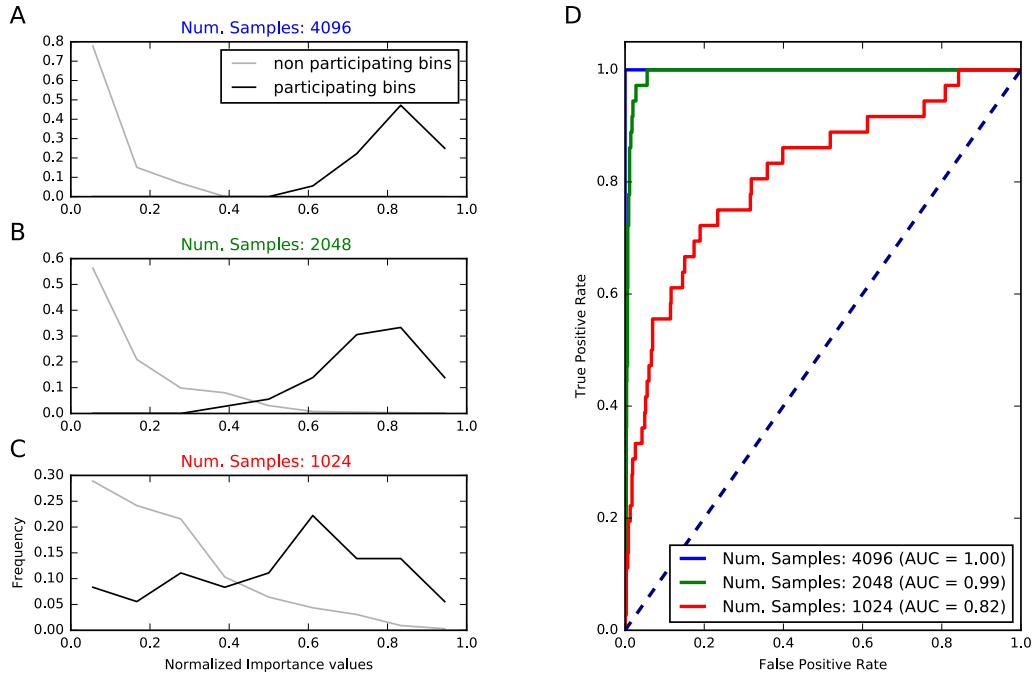 A
Num. Samples: 4096
0.8
0.7
0.6
0.5
0.4
0.3
0.2
0.1
0.0
non participating bins
participating bins
0.0 0.2 0.4 0.6 0.8 1.0
B
Num. Samples: 2048
0.6
0.5
0.4
0.3
0.2
0.1
0.0
0.0 0.2 0.4 0.6 0.8 1.0
C
Num. Samples: 1024
0.30
0.25
0.20
0.15
0.10
0.05
0.00
Frequency
0.0 0.2 0.4 0.6 0.8 1.0
Normalized Importance values
D
1.0
0.8
0.6
0.4
0.2
0.0
True Positive Rate
Num. Samples: 4096 (AUC = 1.00)
Num. Samples: 2048 (AUC = 0.99)
Num. Samples: 1024 (AUC = 0.82)
0.0 0.2 0.4 0.6 0.8 1.0
False Positive Rate